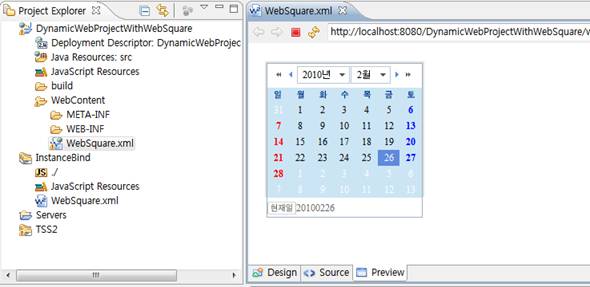 Project Explorer
DynamicWebProjectWithWebSquare
Deployment Descriptor: DynamicWebProjec
Java Resources: src
JavaScript Resources
build
WebContent
META-INF
WEB-INF
WebSquare.xml
InstanceBind
./
JavaScript Resources
WebSquare.xml
Servers
TSS2
WebSquare.xml
http://localhost:8080/DynamicWebProjectWithWebSquare/w
2010년 2월
일 월 화 수 목 금 토
31 1 2 3 4 5 6
7 8 9 10 11 12 13
14 15 16 17 18 19 20
21 22 23 24 25 26 27
28 1 2 3 4 5 6
7 8 9 10 11 12 13
현재일 20100226
Design Source Preview